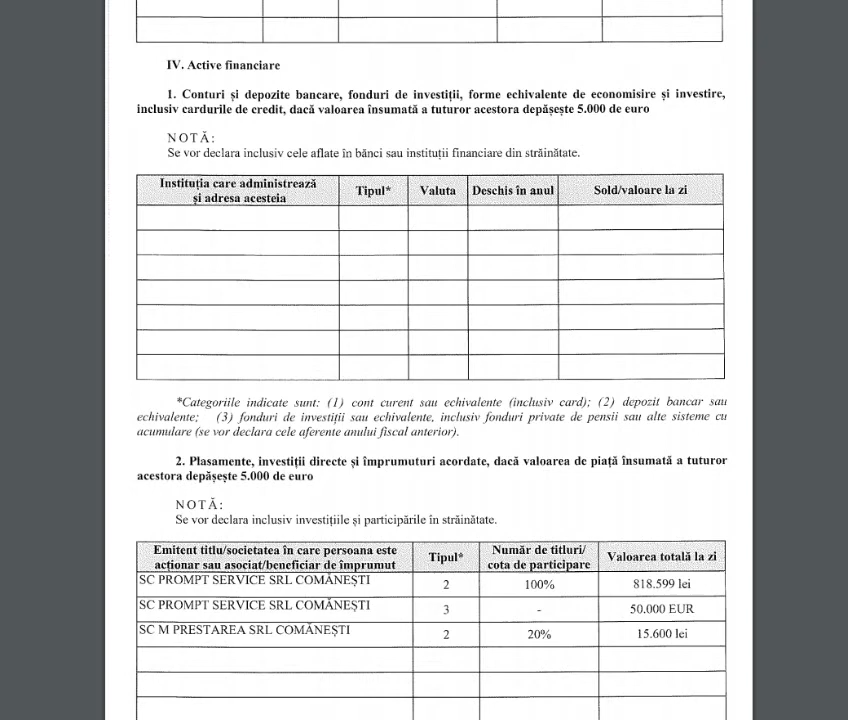 IV. Active financiare
1. Conturi și depozite bancare, fonduri de investiții, forme echivalente de economisire și investire,
inclusiv cardurile de credit, dacă valoarea însumată a tuturor acestora depășește 5.000 de euro
NOTĂ:
Se vor declara inclusiv cele aflate în bănci sau instituții financiare din străinătate.
Instituția care administrează
și adresa acesteia
Tipul*
Valuta
Deschis în anul
Sold/valoare la zi
*Categoriile indicate sunt: (1) cont curent sau echivalente (inclusiv card); (2) depozit bancar sau
echivalente; (3) fonduri de investiții sau echivalente, inclusiv fonduri private de pensii sau alte sisteme cu
acumulare (se vor declara cele aferente anului fiscal anterior).
2. Plasamente, investiții directe și împrumuturi acordate, dacă valoarea de piață însumată a tuturor
acestora depășește 5.000 de euro
NOTĂ:
Se vor declara inclusiv investițiile și participările în străinătate.
Emitent titlu/societatea în care persoana este
acționar sau asociat/beneficiar de împrumut
Tipul*
Număr de titluri/
cota de participare
Valoarea totală la zi
SC PROMPT SERVICE SRL COMĂNEȘTI 2 100% 818.599 lei
SC PROMPT SERVICE SRL COMĂNEȘTI 3 - 50.000 EUR
SC M PRESTAREA SRL COMĂNEȘTI 2 20% 15.600 lei